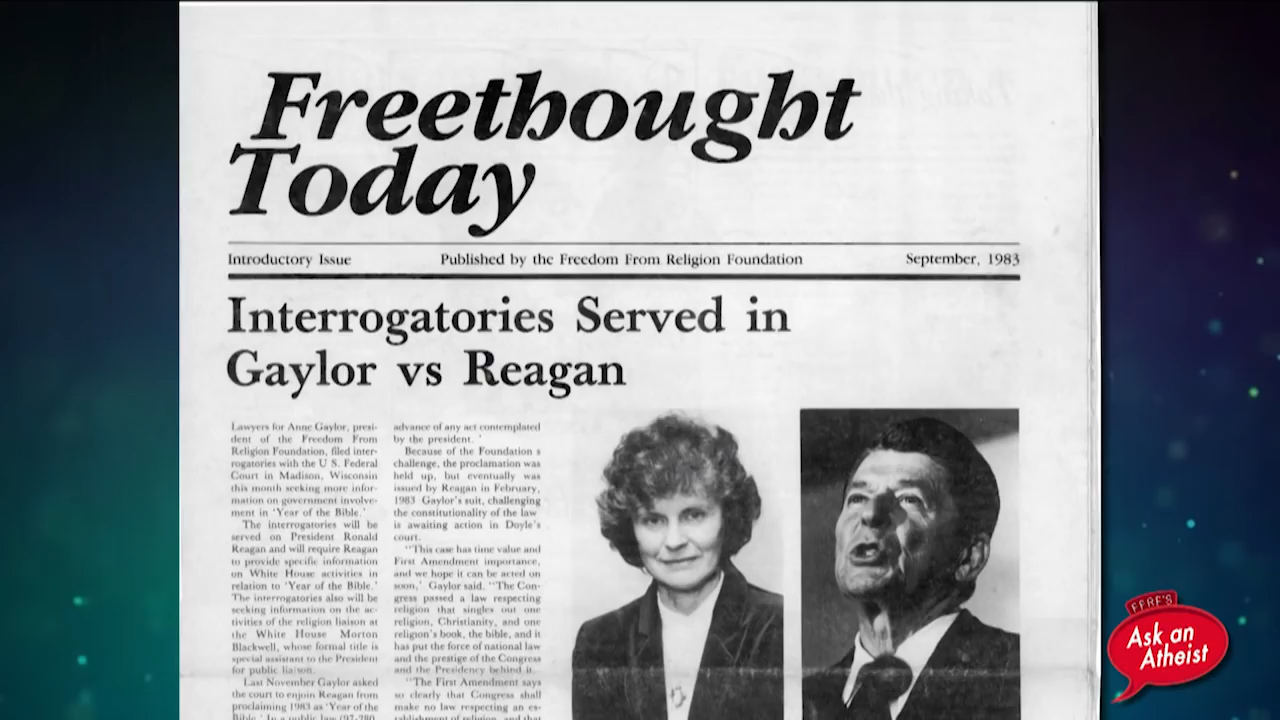 Freethought
Today
Introductory Issue Published by the Freedom From Religion Foundation September, 1983
Interrogatories Served in
Gaylor vs Reagan
Lawyers for Anne Gaylor, presi-
dent of the Freedom From
Religion Foundation, filed inter-
rogatories with the U S. Federal
Court in Madison, Wisconsin
this month seeking more infor-
mation on government involve-
ment in 'Year of the Bible.'
The interrogatories will be
served on President Ronald
Reagan and will require Reagan
to provide specific information
on White House activities in
relation to 'Year of the Bible.'
The interrogatories also will be
seeking information on the ac-
tivities of the religion liaison at
the White House Morton
Blackwell, whose formal title is
special assistant to the President
for public liaison.
Last November Gaylor asked
the court to enjoin Reagan from
proclaiming 1983 as 'Year of the
Bible.' In a public law (97-280,
advance of any act contemplated
by the president. '
Because of the Foundation s
challenge, the proclamation was
held up, but eventually was
issued by Reagan in February,
1983 Gaylor's suit, challenging
the constitutionality of the law
is awaiting action in Doyle's
court.
"This case has time value and
First Amendment importance,
and we hope it can be acted on
soon,' Gaylor said. "The Con-
gress passed a law respecting
religion that singles out one
religion, Christianity, and one
religion's book, the bible, and it
has put the force of national law
and the prestige of the Congress
and the Presidency behind it.
"The First Amendment says
so clearly that Congress shall
make no law respecting an es-
tablishment of religion, and that
FFRF'S
Ask an
Atheist